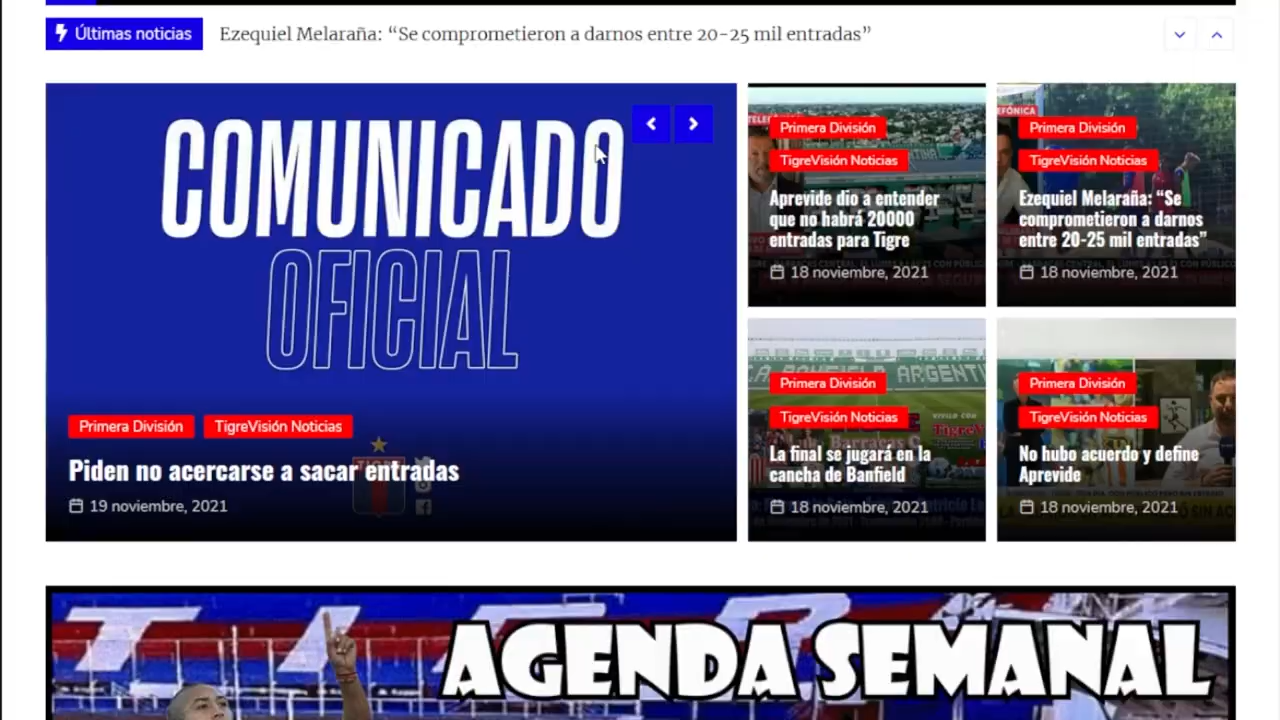 Últimas noticias
Ezequiel Melaraña: “Se comprometieron a darnos entre 20-25 mil entradas”
COMUNICADO
OFICIAL
Primera División
TigreVisión Noticias
Piden no acercarse a sacar entradas
19 noviembre, 2021
Primera División
TigreVisión Noticias
Aprevide dio a entender
que no habrá 20000
entradas para Tigre
18 noviembre, 2021
Primera División
TigreVisión Noticias
Ezequiel Melaraña: “Se
comprometieron a darnos
entre 20-25 mil entradas”
18 noviembre, 2021
Primera División
TigreVisión Noticias
La final se jugará en la
cancha de Banfield
18 noviembre, 2021
Primera División
TigreVisión Noticias
No hubo acuerdo y define
Aprevide
18 noviembre, 2021
AGENDA SEMANAL